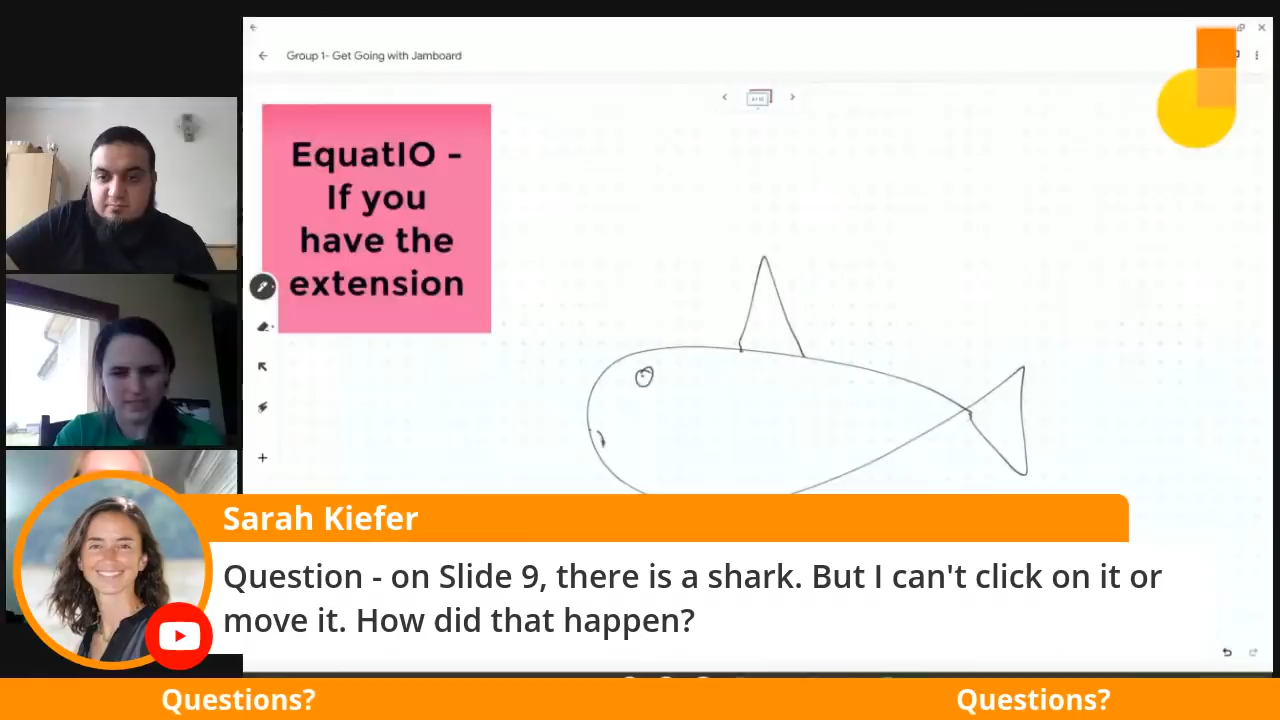 Group 1- Get Going with Jamboard
EquatIO -
If you
have the
extension
Sarah Kiefer
Question - on Slide 9, there is a shark. But I can't click on it or
move it. How did that happen?
Questions?
Questions?